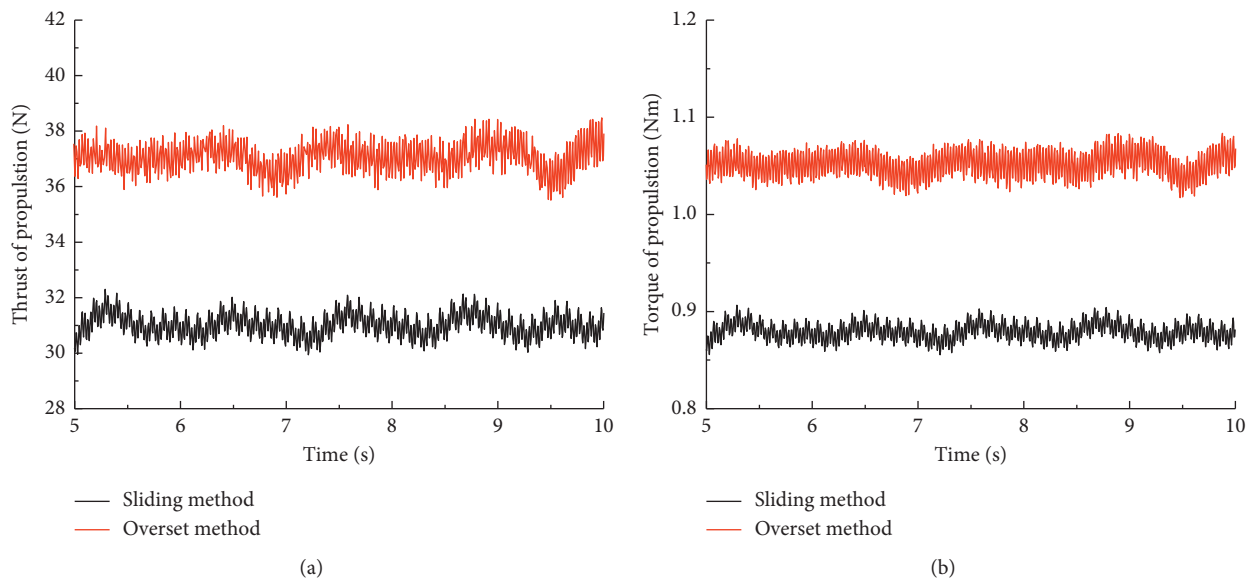 42
40
38
36
34
32
30
28
Thrust of propulstion (N)
5
6
7
8
9
10
Time (s)
Sliding method
Overset method
(a)
1.2
1.1
1.0
0.9
0.8
Torque of propulstion (Nm)
5
6
7
8
9
10
Time (s)
Sliding method
Overset method
(b)